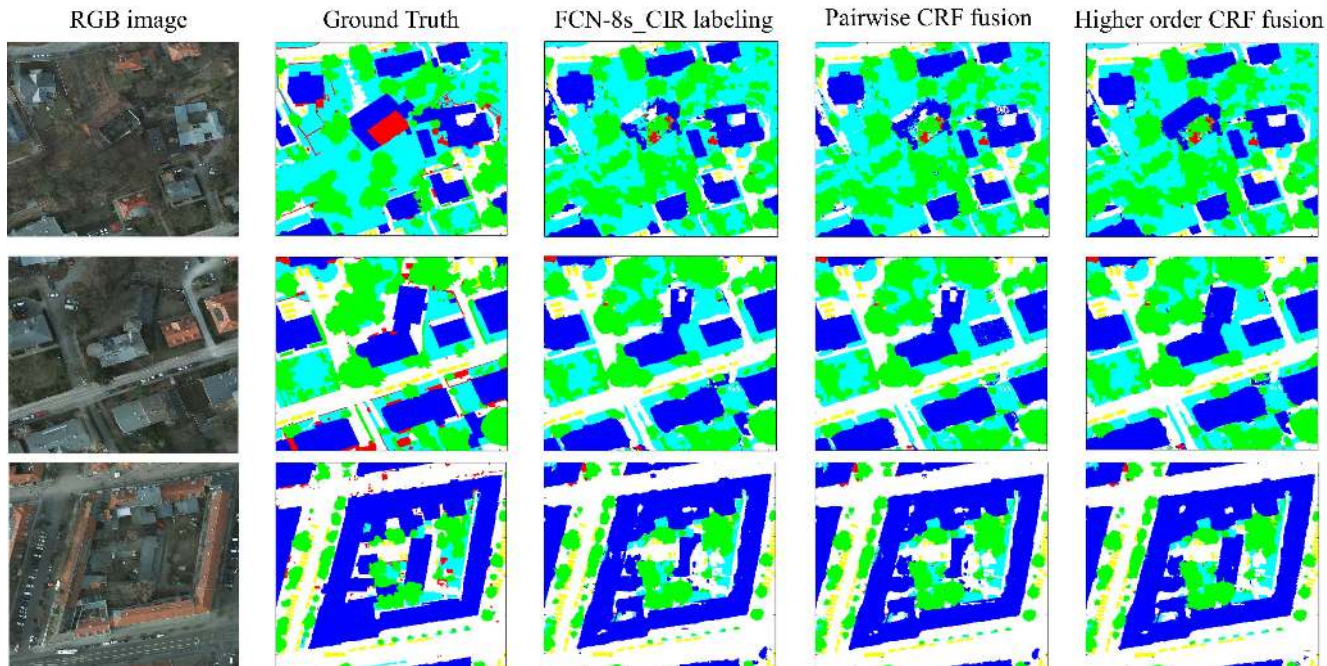 RGB image
Ground Truth
FCN-8s_CIR labeling
Pairwise CRF fusion
Higher order CRF fusion